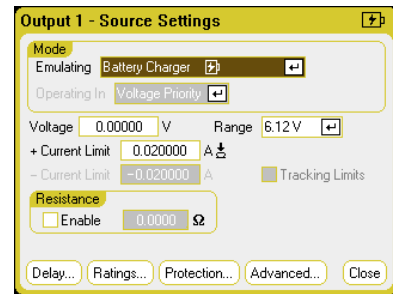 Output 1 - Source Settings
Mode
Emulating Battery Charger
Operating In Voltage Priority
Voltage 0.00000 V Range 6.12 V
+ Current Limit 0.020000 A
- Current Limit -0.020000 A Tracking Limits
Resistance
Enable 0.0000 Ω
Delay... Ratings... Protection... Advanced... Close